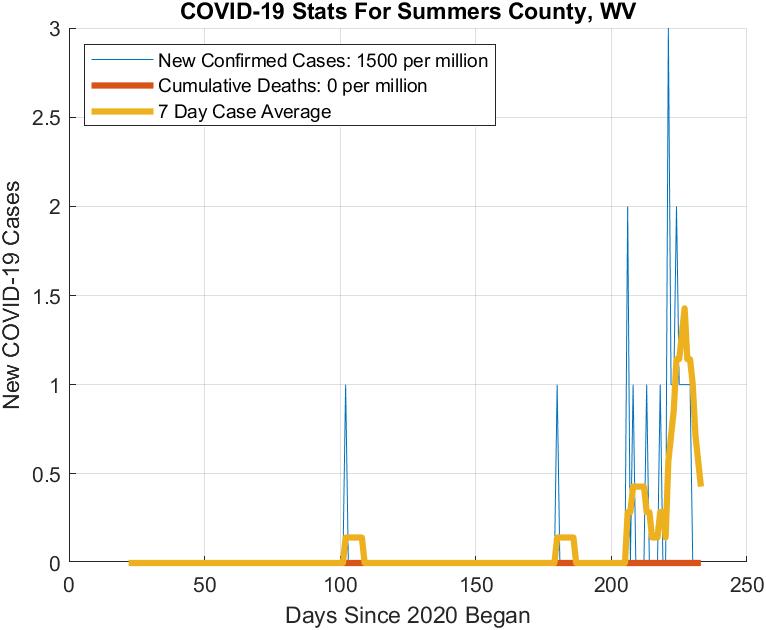 COVID-19 Stats For Summers County, WV
New Confirmed Cases: 1500 per million
Cumulative Deaths: 0 per million
7 Day Case Average
3
2.5
2
1.5
1
0.5
0
New COVID-19 Cases
0 50 100 150 200 250
Days Since 2020 Began